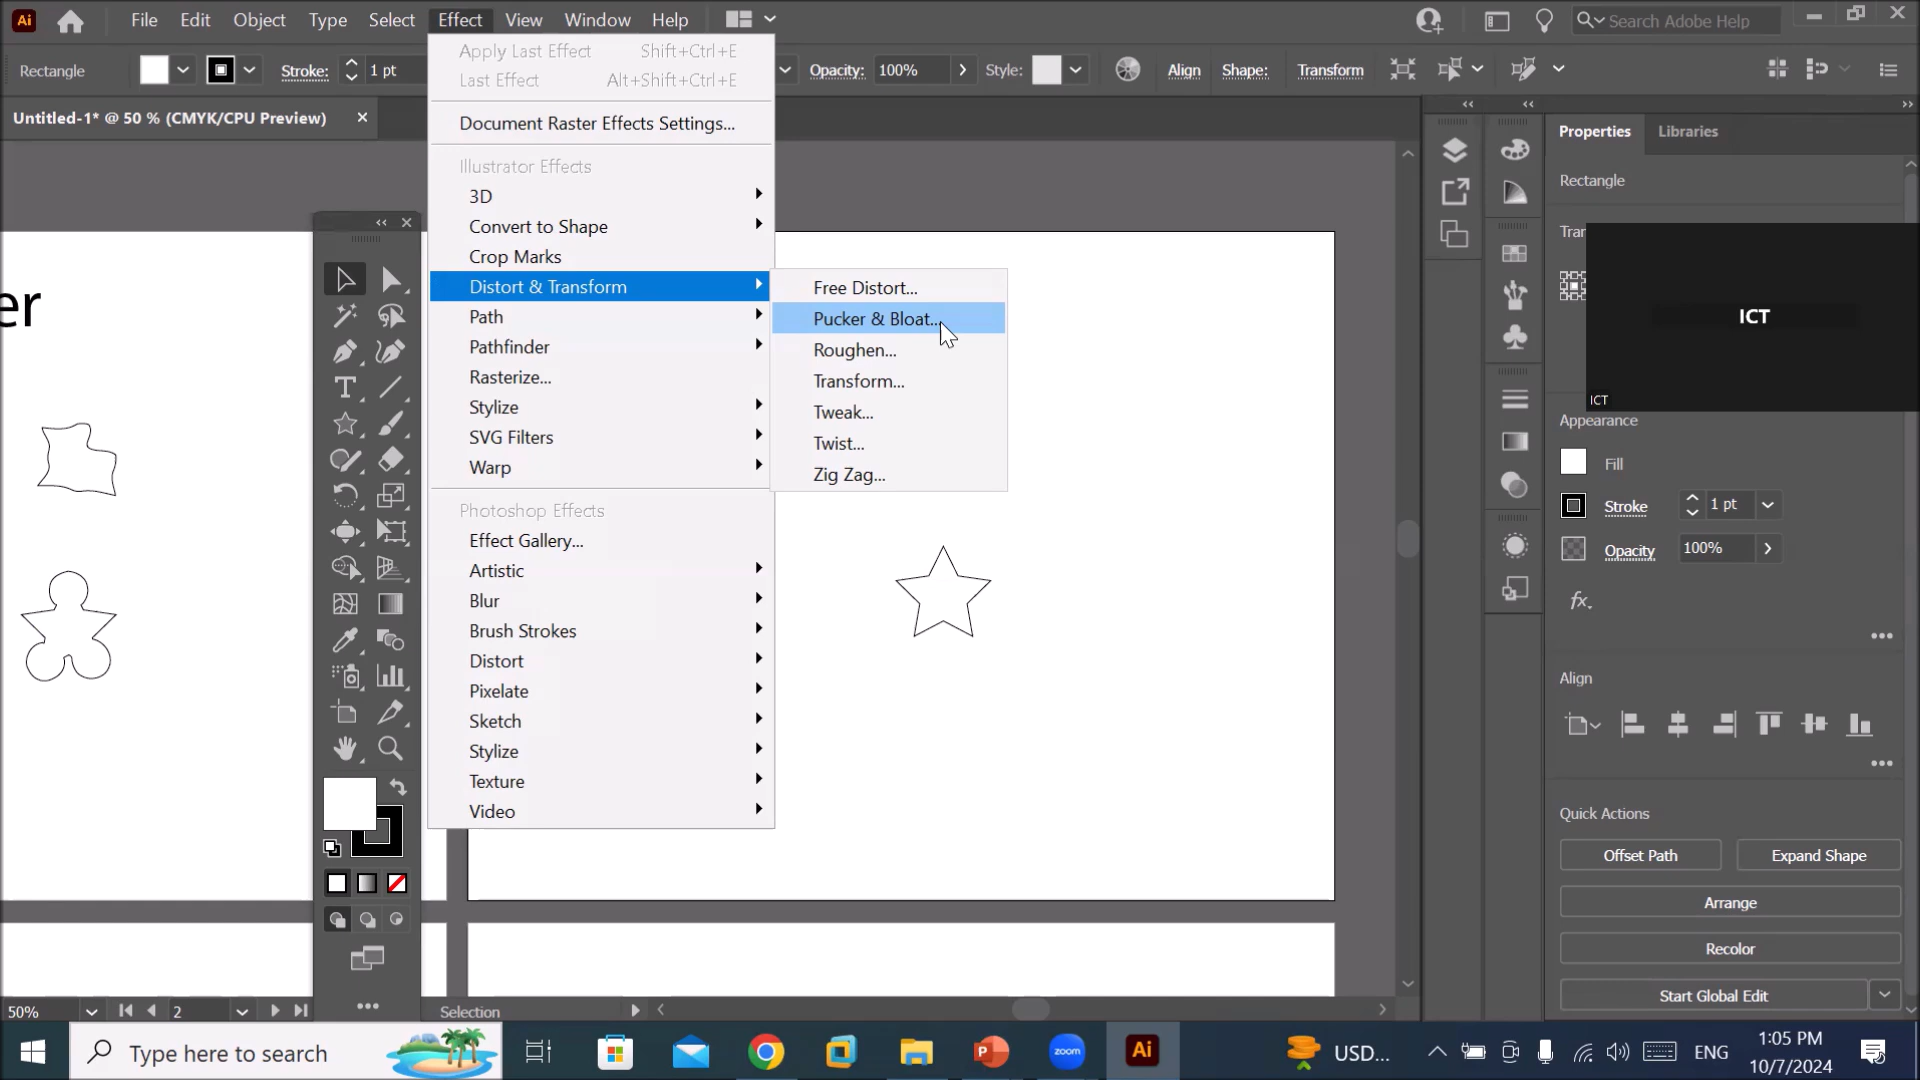 Ai File Edit Object Type Select Effect View Window Help Search Adobe Help
Rectangle Stroke: 1 pt Opacity: 100% Style: Align Shape: Transform
Untitled-1* @ 50 % (CMYK/CPU Preview)
Apply Last Effect Shift+Ctrl+E
Last Effect Alt+Shift+Ctrl+E
Document Raster Effects Settings...
Illustrator Effects
3D
Convert to Shape
Crop Marks
Distort & Transform
Path
Pathfinder
Rasterize...
Stylize
SVG Filters
Warp
Photoshop Effects
Effect Gallery...
Artistic
Blur
Brush Strokes
Distort
Pixelate
Sketch
Stylize
Texture
Video
Free Distort...
Pucker & Bloat...
Roughen...
Transform...
Tweak...
Twist...
Zig Zag...
er
Properties Libraries
Rectangle
Tran
ICT
ICT
Appearance
Fill
Stroke 1 pt
Opacity 100%
fx.
Align
Quick Actions
Offset Path Expand Shape
Arrange
Recolor
Start Global Edit
50% 2 Selection
Type here to search zoom Ai USD... ENG 1:05 PM
10/7/2024